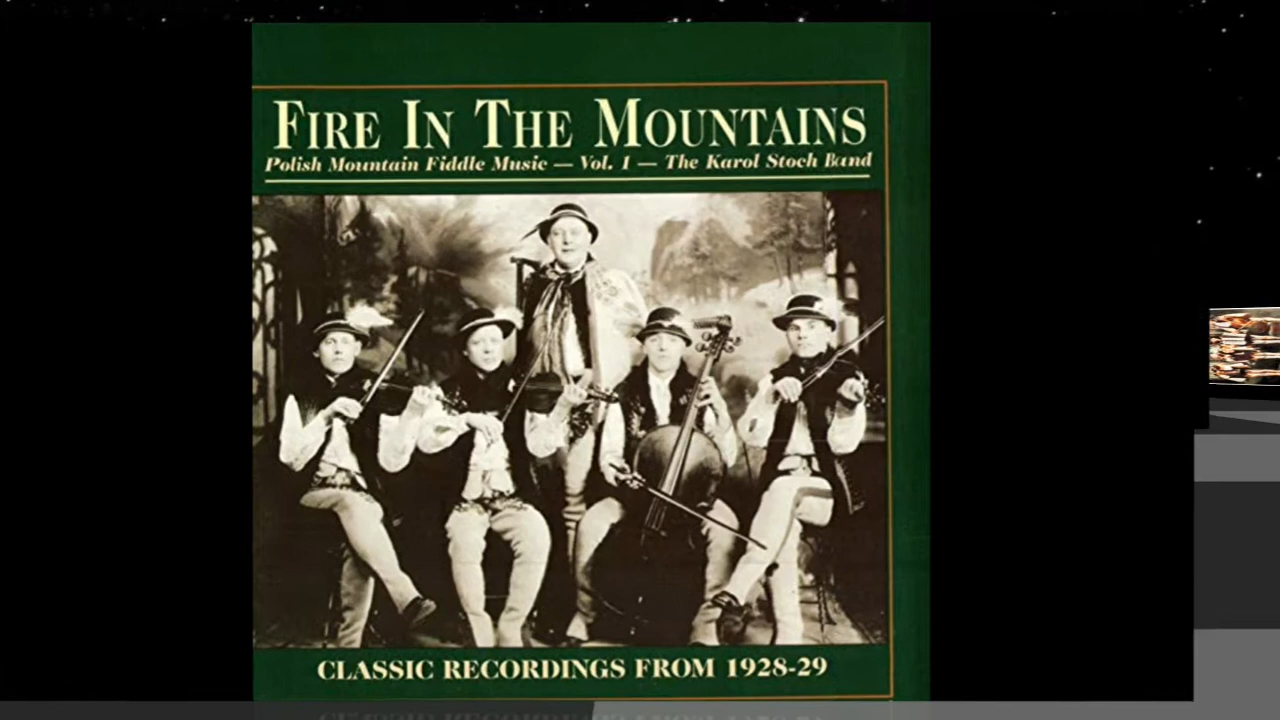 FIRE IN THE MOUNTAINS
Polish Mountain Fiddle Music — Vol. 1 — The Karol Stoch Band
CLASSIC RECORDINGS FROM 1928-29